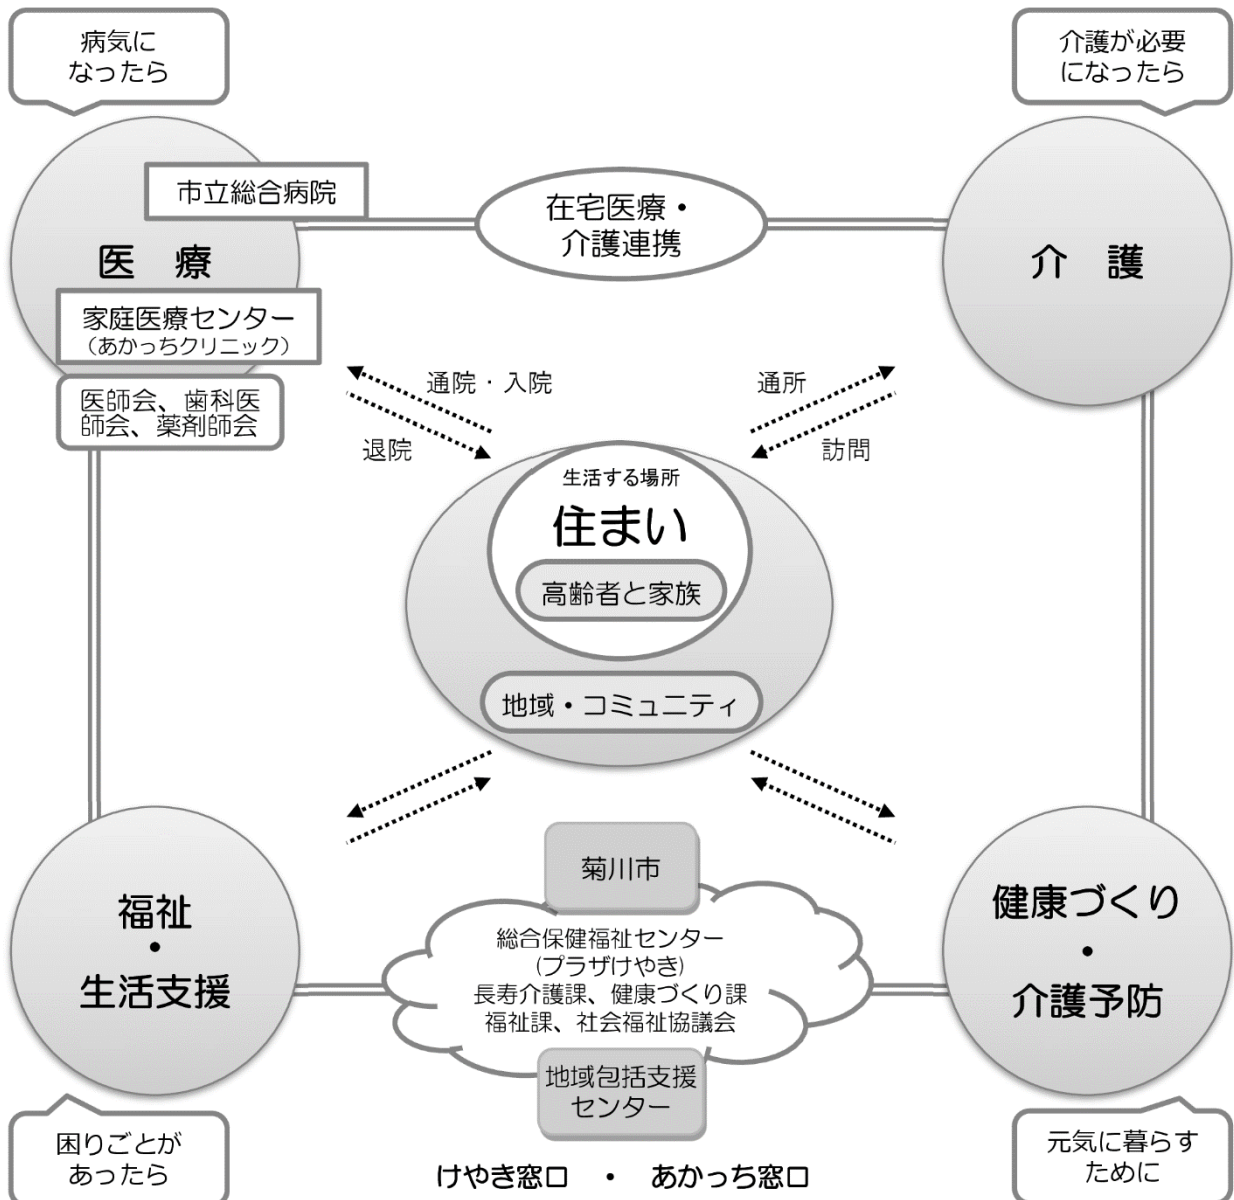 病気に
なったら
介護が必要
になったら
市立総合病院
医 療
家庭医療センター
(あかっちクリニック)
医師会、歯科医
師会、薬剤師会
在宅医療・
介護連携
介 護
通院・入院
退院
通所
訪問
生活する場所
住まい
高齢者と家族
地域・コミュニティ
福祉
・
生活支援
菊川市
総合保健福祉センター
(プラザけやき)
長寿介護課、健康づくり課
福祉課、社会福祉協議会
地域包括支援
センター
健康づくり
・
介護予防
困りごとが
あったら
けやき窓口 ・ あかっち窓口
元気に暮らす
ために